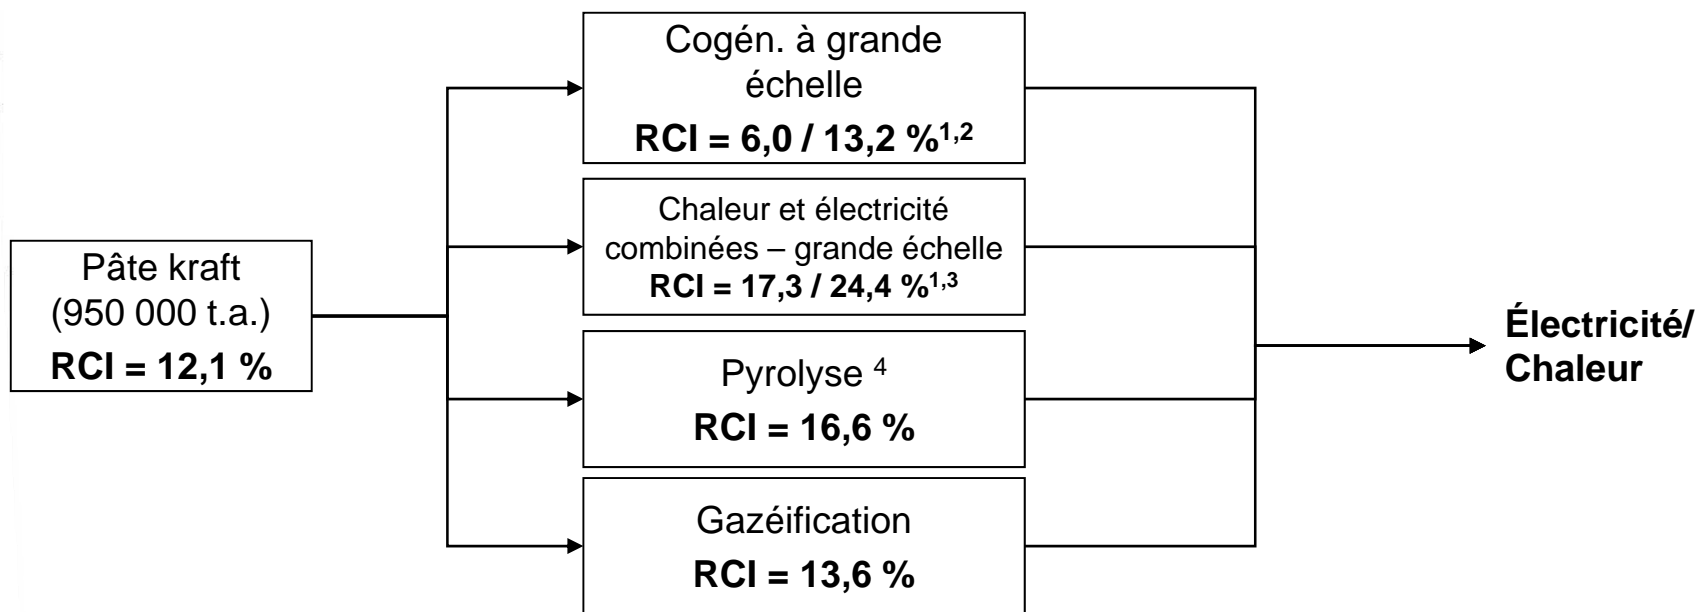 Cogén. à grande
échelle
RCI = 6,0 / 13,2 %1,2
Chaleur et électricité
combinées – grande échelle
RCI = 17,3 / 24,4 %1,3
Pâte kraft
(950 000 t.a.)
RCI = 12,1 %
Pyrolyse 4
RCI = 16,6 %
Gazéification
RCI = 13,6 %
Électricité/
Chaleur